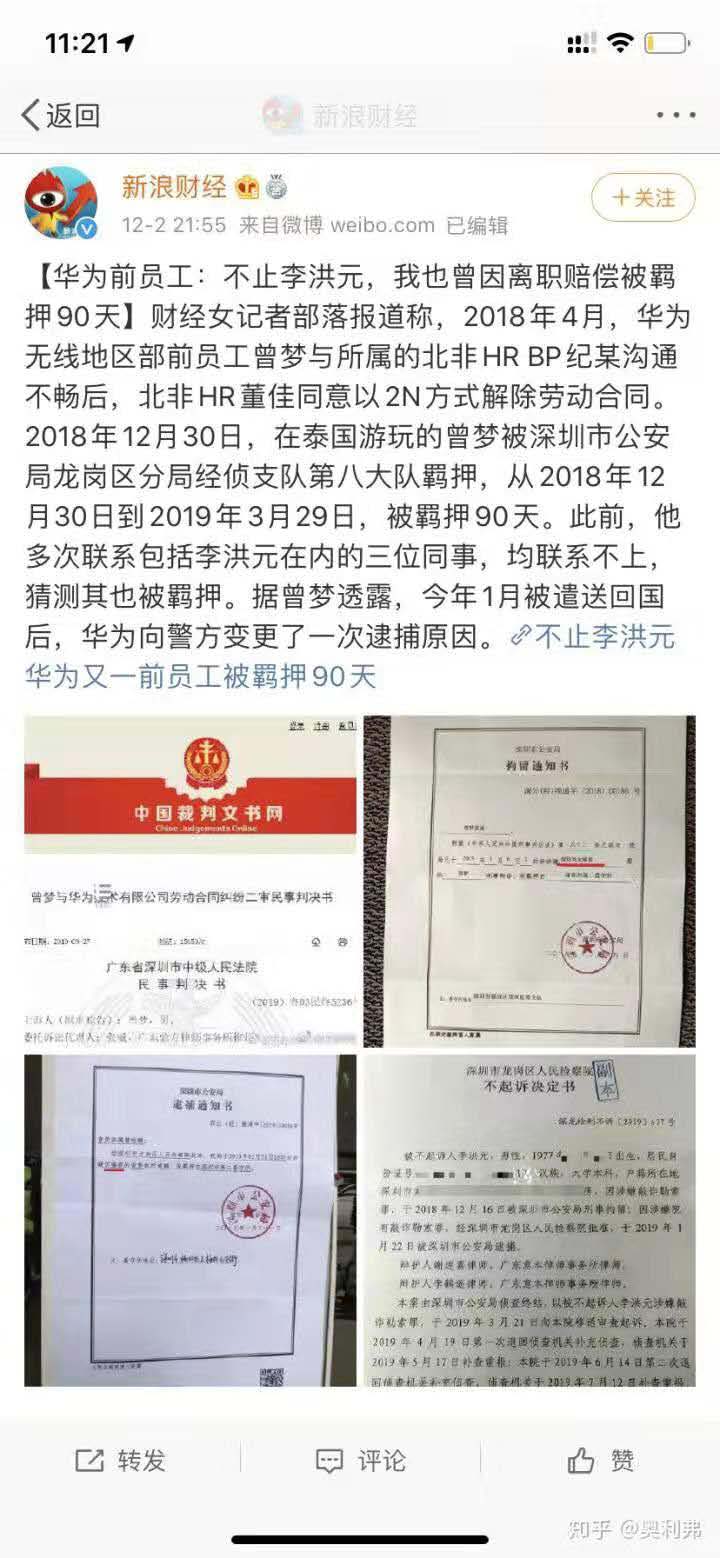 11:21
返回
新浪财经
新浪财经
12-2 21:55 来自微博 weibo.com 已编辑
+关注
【华为前员工：不止李洪元，我也曾因离职赔偿被羁
押90天】财经女记者部落报道称，2018年4月，华为
无线地区部前员工曾梦与所属的北非HR BP纪某沟通
不畅后，北非HR董佳同意以2N方式解除劳动合同。
2018年12月30日，在泰国游玩的曾梦被深圳市公安
局龙岗区分局经侦支队第八大队羁押，从2018年12
月30日到2019年3月29日，被羁押90天。此前，他
多次联系包括李洪元在内的三位同事，均联系不上，
猜测其也被羁押。据曾梦透露，今年1月被遣送回国
后，华为向警方变更了一次逮捕原因。不止李洪元
华为又一前员工被羁押90天
中国裁判文书网
China Judgements Online
曾梦与华为技术有限公司劳动合同纠纷二审民事判决书
广东省深圳市中级人民法院
民事判决书
深圳市公安局
拘留通知书
深圳市公安局
逮捕通知书
深圳市龙岗区人民检察院
副本
不起诉决定书
深龙检刑不诉〔2019〕
被不起诉人李洪元，男性，1977
出生，居民身
份证号
汉族，大学本科，户籍所在地
深圳市
因涉嫌敲诈勒索
罪，于2018年12月16日被深圳市公安局刑事拘留；因涉嫌犯
有敲诈勒索罪，经深圳市龙岗区人民检察院批准，于2019年1
月22日被深圳市公安局逮捕。
辩护人
律师，广东意本律师事务所律师。
辩护人
律师，广东意本律师事务所律师。
本案由深圳市公安局侦查终结，以被不起诉人李洪元涉嫌敲
诈勒索罪，于2019年3月21日向本院移送审查起诉。本院于
2019年4月19日第一次退回侦查机关补充侦查，侦查机关于
2019年5月17日补查重报；本院于2019年6月14日第二次退
回侦查机关补充侦查，侦查机关于2019年7月12日补查重报
转发
评论
赞
知乎 @奥利弗